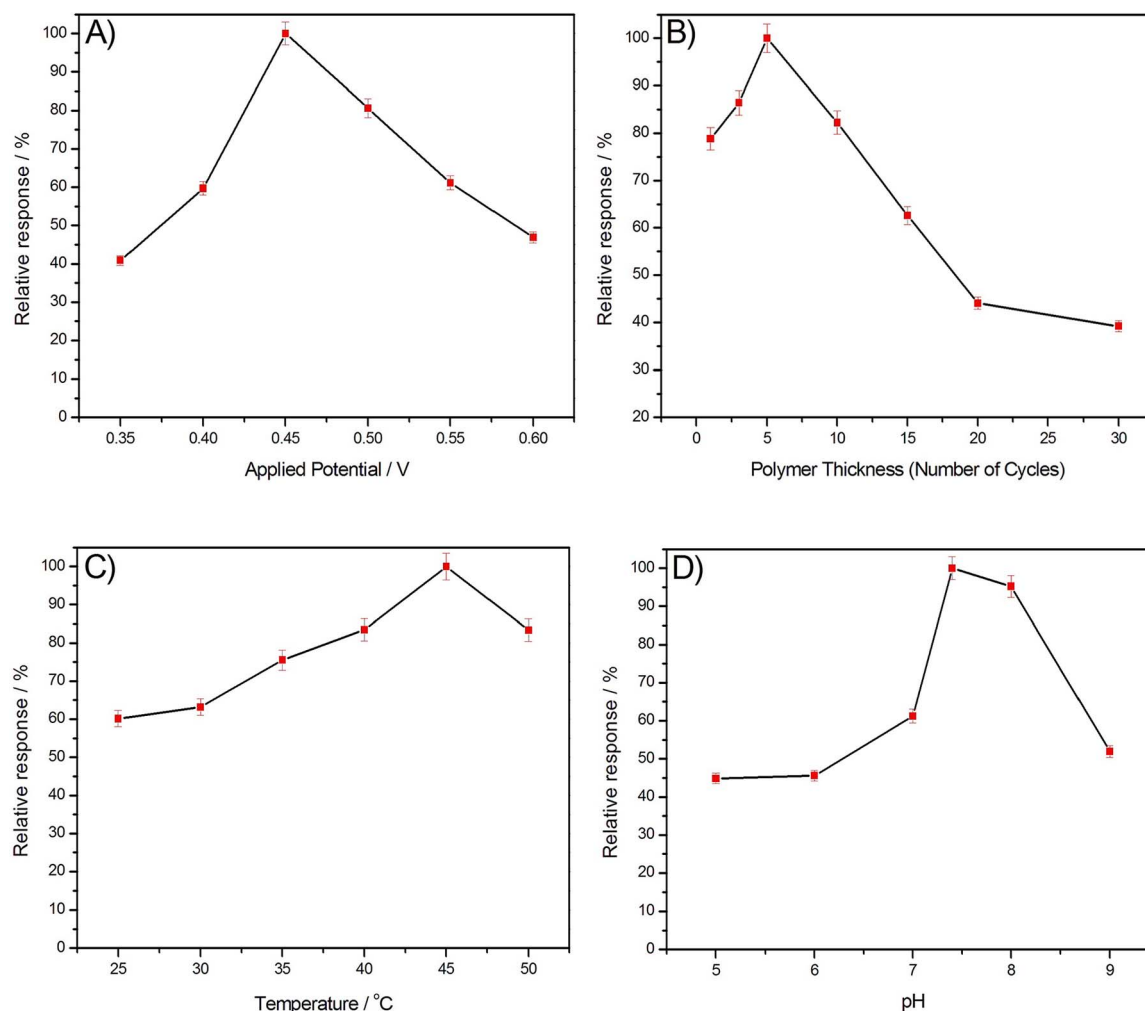 A)
Relative response / %
100
90
80
70
60
50
40
30
20
10
0
0.35 0.40 0.45 0.50 0.55 0.60
Applied Potential / V
B)
Relative response / %
100
90
80
70
60
50
40
30
20
0 5 10 15 20 25 30
Polymer Thickness (Number of Cycles)
C)
Relative response / %
100
90
80
70
60
50
40
30
20
10
0
25 30 35 40 45 50
Temperature / °C
D)
Relative response / %
100
90
80
70
60
50
40
30
20
10
0
5 6 7 8 9
pH